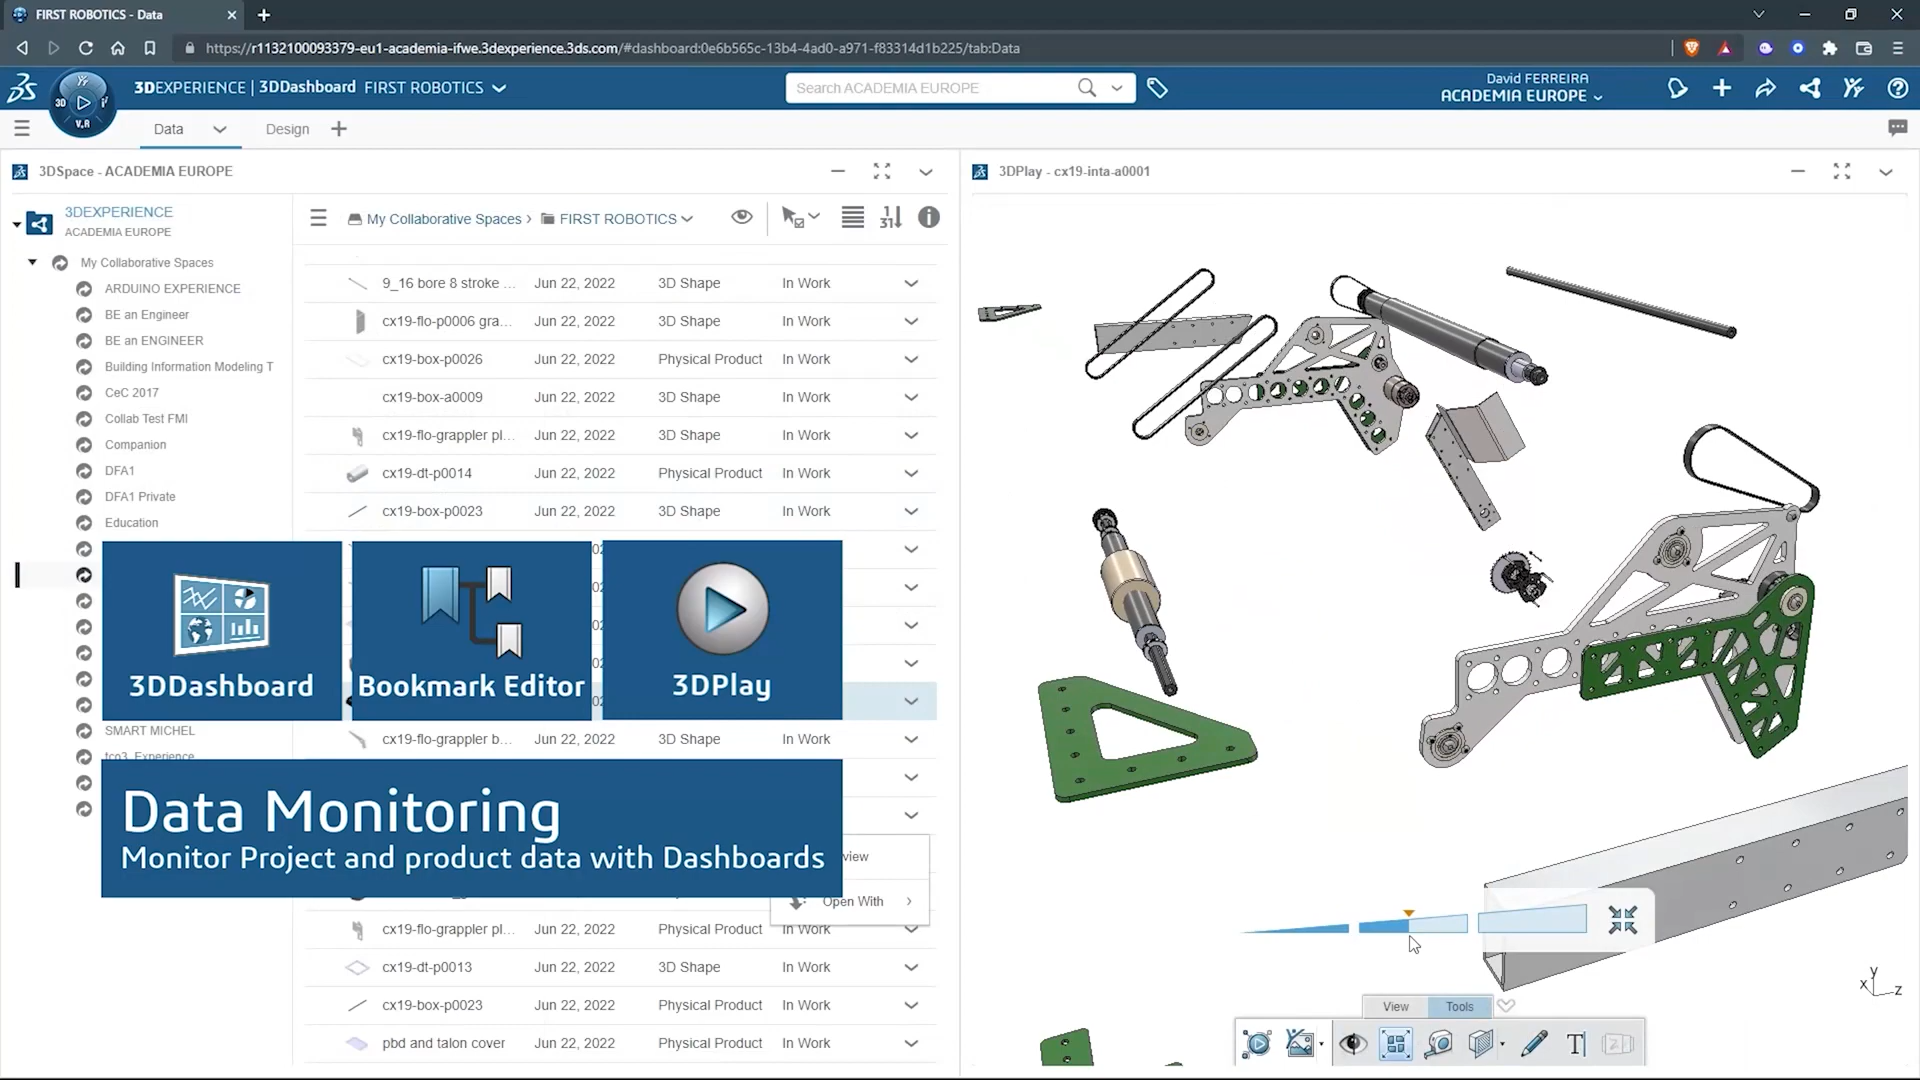 FIRST ROBOTICS - Data
https://r1132100093379-eu1-academia-ifwe.3dexperience.3ds.com/#dashboard:0e6b565c-13b4-4ad0-a971-f83314d1b225/tab:Data
3DEXPERIENCE | 3DDashboard FIRST ROBOTICS
Search ACADEMIA EUROPE
David FERREIRA
ACADEMIA EUROPE
3D
V.R
Data
Design
3DSpace - ACADEMIA EUROPE
3DPlay - cx19-inta-a0001
3DEXPERIENCE
ACADEMIA EUROPE
My Collaborative Spaces
ARDUINO EXPERIENCE
BE an Engineer
BE an ENGINEER
Building Information Modeling T
CeC 2017
Collab Test FMI
Companion
DFA1
DFA1 Private
Education
SMART MICHEL
tco3_Experience
My Collaborative Spaces › FIRST ROBOTICS
9_16 bore 8 stroke ... Jun 22, 2022 3D Shape In Work
cx19-flo-p0006 gra... Jun 22, 2022 3D Shape In Work
cx19-box-p0026 Jun 22, 2022 Physical Product In Work
cx19-box-a0009 Jun 22, 2022 3D Shape In Work
cx19-flo-grappler pl... Jun 22, 2022 3D Shape In Work
cx19-dt-p0014 Jun 22, 2022 Physical Product In Work
cx19-box-p0023 Jun 22, 2022 3D Shape In Work
3DDashboard
Bookmark Editor
3DPlay
cx19-flo-grappler b... Jun 22, 2022 3D Shape In Work
Data Monitoring
Monitor Project and product data with Dashboards
view
Open With
cx19-flo-grappler pl... Jun 22, 2022 Physical Product In Work
cx19-dt-p0013 Jun 22, 2022 3D Shape In Work
cx19-box-p0023 Jun 22, 2022 Physical Product In Work
pbd and talon cover Jun 22, 2022 Physical Product In Work
View
Tools
y
x
z